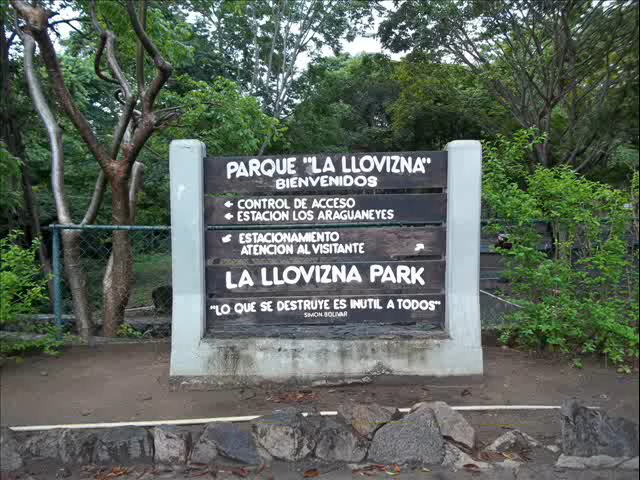 PARQUE "LA LLOVIZNA"
BIENVENIDOS
CONTROL DE ACCESO
ESTACION LOS ARAGUANEYES
ESTACIONAMIENTO
ATENCION AL VISITANTE
LA LLOVIZNA PARK
"LO QUE SE DESTRUYE ES INUTIL A TODOS"
SIMON BOLIVAR